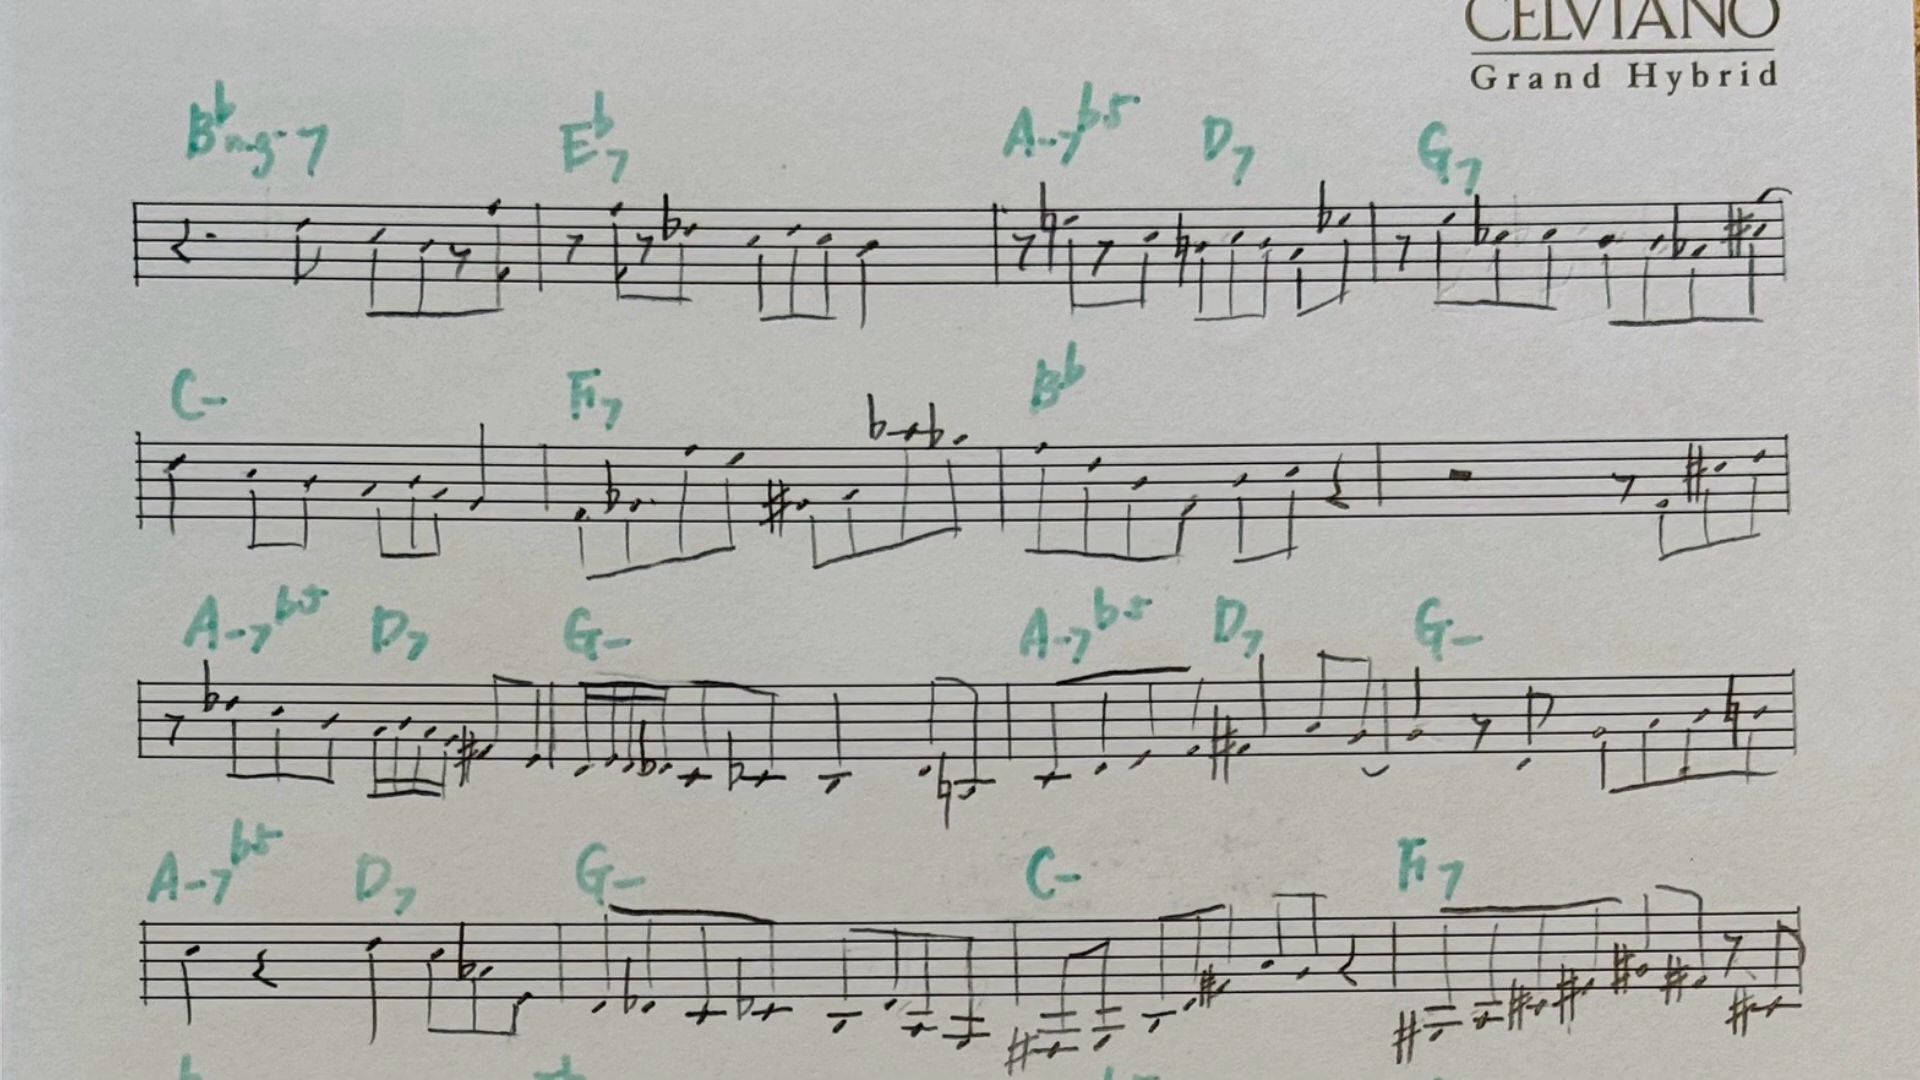 CELVIANO
Grand Hybrid
B♭maj7 E♭7 A-7♭5 D7 G7
C- F7 B♭
A-7♭5 D7 G- A-7♭5 D7 G-
A-7♭5 D7 G- C- F7